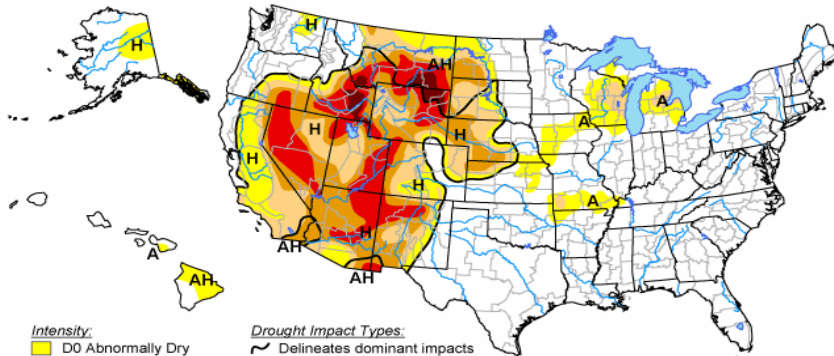 H
H
AH
A
A
H
H
A
H
H
A
AH
H
AH
AH
Intensity:
Drought Impact Types:
D0 Abnormally Dry
Delineates dominant impacts